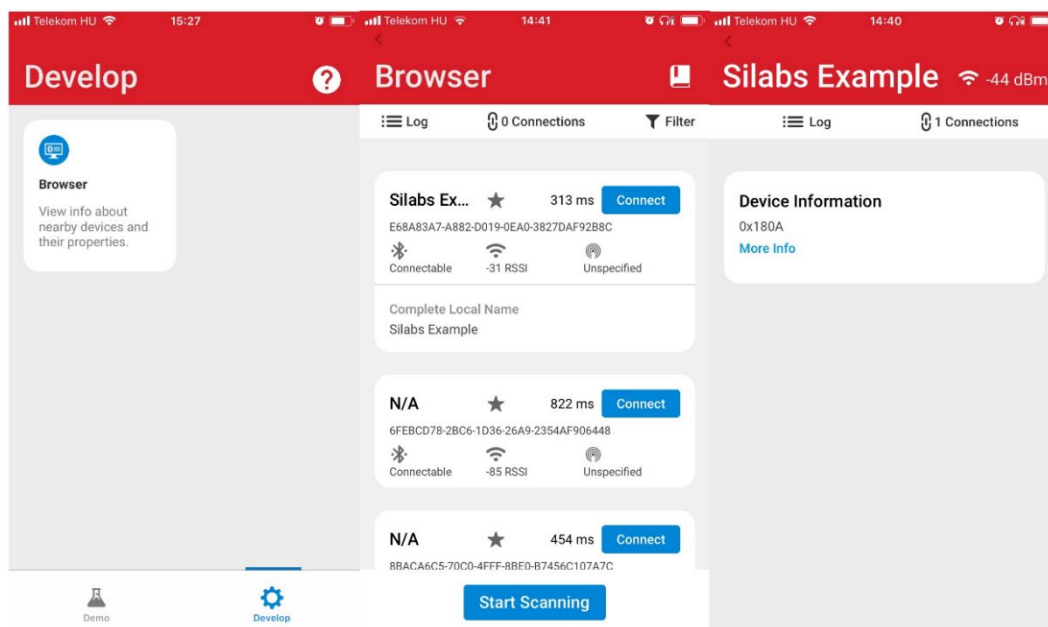 Telekom HU
15:27
Develop
?
Browser
View info about
nearby devices and
their properties.
Demo
Develop
Telekom HU
14:41
Browser
Log
0 Connections
Filter
Silabs Ex...
313 ms
Connect
E68A83A7-A882-D019-0EA0-3827DAF92B8C
Connectable
-31 RSSI
Unspecified
Complete Local Name
Silabs Example
N/A
822 ms
Connect
6FEBCD78-2BC6-1D36-26A9-2354AF906448
Connectable
-85 RSSI
Unspecified
N/A
454 ms
Connect
8BACA6C5-70C0-4FFF-8BE0-B7456C107A7C
Start Scanning
Telekom HU
14:40
Silabs Example
-44 dBm
Log
1 Connections
Device Information
0x180A
More Info